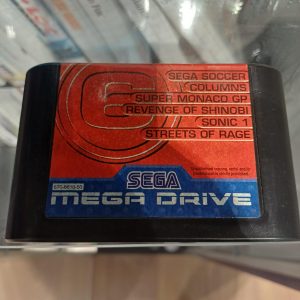 6
SEGA SOCCER
COLUMNS
SUPER MONACO GP
REVENGE OF SHINOBI
SONIC 1
STREETS OF RAGE
SEGA
MEGA DRIVE